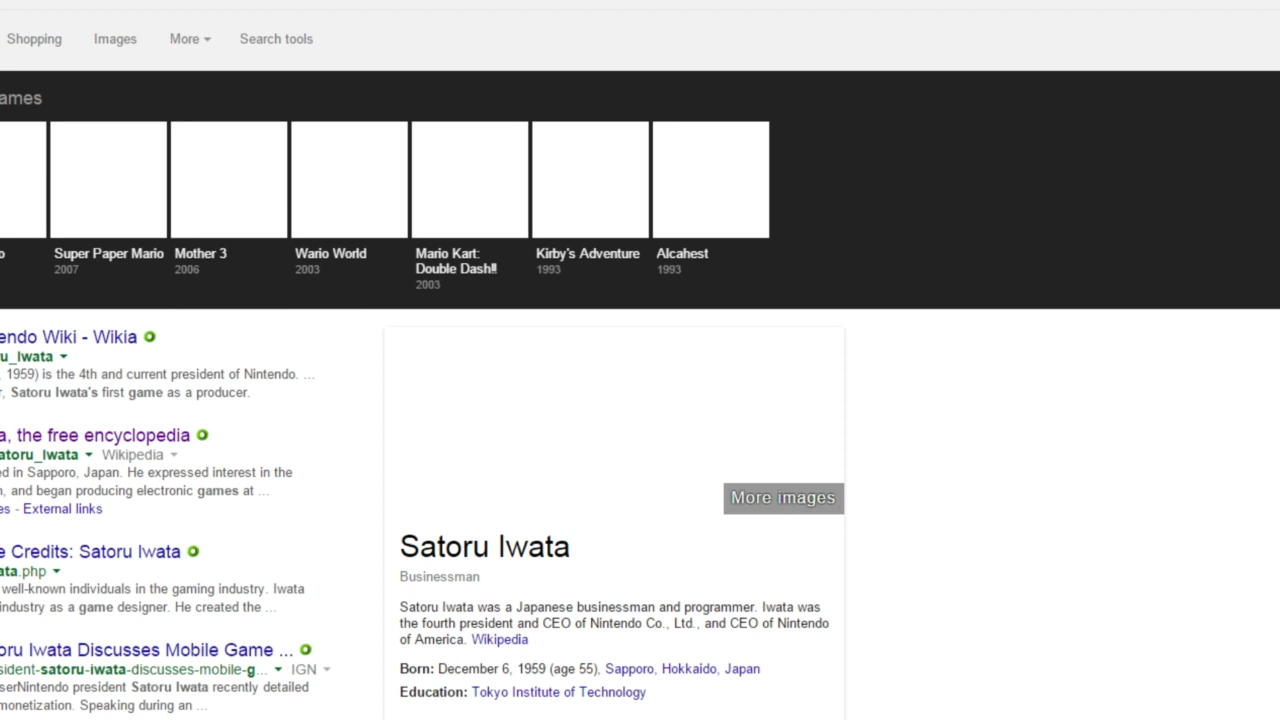 Shopping Images More Search tools
ames
o Super Paper Mario Mother 3 Wario World Mario Kart: Kirby's Adventure Alcahest
2007 2006 2003 Double Dash!! 1993 1993
2003
endo Wiki - Wikia
ru_Iwata
, 1959) is the 4th and current president of Nintendo. ...
r, Satoru Iwata's first game as a producer.
a, the free encyclopedia
atoru_Iwata Wikipedia
ed in Sapporo, Japan. He expressed interest in the
n, and began producing electronic games at ...
es - External links
e Credits: Satoru Iwata
ata.php
well-known individuals in the gaming industry. Iwata
industry as a game designer. He created the ...
oru Iwata Discusses Mobile Game ...
sident-satoru-iwata-discusses-mobile-g... IGN
serNintendo president Satoru Iwata recently detailed
monetization. Speaking during an ...
More images
Satoru Iwata
Businessman
Satoru Iwata was a Japanese businessman and programmer. Iwata was
the fourth president and CEO of Nintendo Co., Ltd., and CEO of Nintendo
of America. Wikipedia
Born: December 6, 1959 (age 55), Sapporo, Hokkaido, Japan
Education: Tokyo Institute of Technology